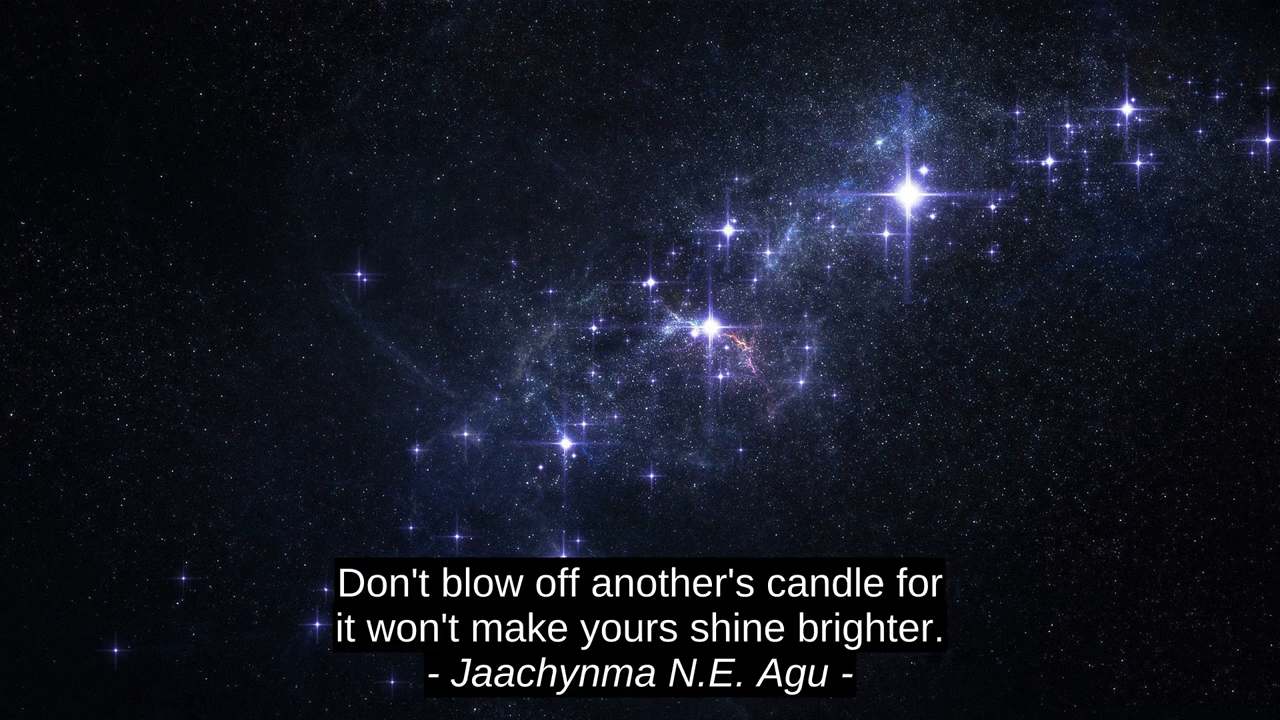 Don't blow off another's candle for
it won't make yours shine brighter.
- Jaachynma N.E. Agu -